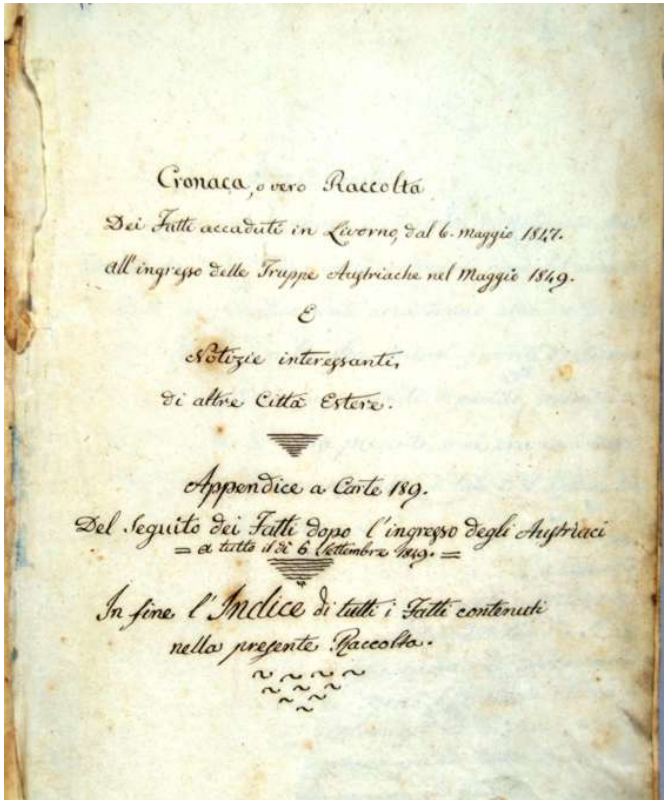 Cronaca, o vero Raccolta
Dei Fatti accaduti in Livorno, dal 6. Maggio 1847.
all'ingresso delle Truppe Austriache nel Maggio 1849.
E
Notizie interessanti,
di altre Città Estere.
Appendice a Carte 189.
Del Seguito dei Fatti dopo l'ingresso degli Austriaci
= a tutto il dì 6 Settembre 1849. =
In fine l'Indice di tutti i Fatti contenuti
nella presente Raccolta.